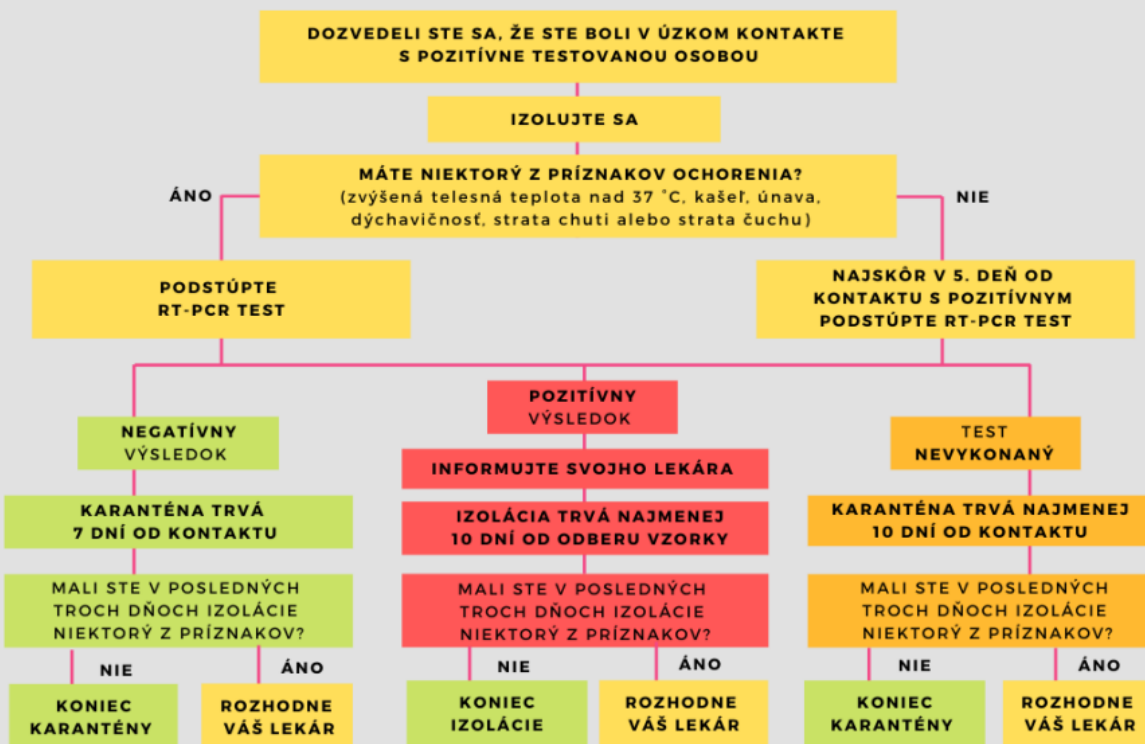 DOZVEDELI STE SA, ŽE STE BOLI V ÚZKOM KONTAKTE
S POZITÍVNE TESTOVANOU OSOBOU
IZOLUJTE SA
MÁTE NIEKTORÝ Z PRÍZNAKOV OCHORENIA?
(zvýšená telesná teplota nad 37 °C, kašeľ, únava,
dýchavičnosť, strata chuti alebo strata čuchu)
ÁNO
NIE
PODSTÚPTE
RT-PCR TEST
NAJSKÔR V 5. DEŇ OD
KONTAKTU S POZITÍVNYM
PODSTÚPTE RT-PCR TEST
NEGATÍVNY
VÝSLEDOK
KARANTÉNA TRVÁ
7 DNÍ OD KONTAKTU
MALI STE V POSLEDNÝCH
TROCH DŇOCH IZOLÁCIE
NIEKTORÝ Z PRÍZNAKOV?
NIE
ÁNO
KONIEC
KARANTÉNY
ROZHODNE
VÁŠ LEKÁR
POZITÍVNY
VÝSLEDOK
INFORMUJTE SVOJHO LEKÁRA
IZOLÁCIA TRVÁ NAJMENEJ
10 DNÍ OD ODBERU VZORKY
MALI STE V POSLEDNÝCH
TROCH DŇOCH IZOLÁCIE
NIEKTORÝ Z PRÍZNAKOV?
NIE
ÁNO
KONIEC
IZOLÁCIE
ROZHODNE
VÁŠ LEKÁR
TEST
NEVYKONANÝ
KARANTÉNA TRVÁ NAJMENEJ
10 DNÍ OD KONTAKTU
MALI STE V POSLEDNÝCH
TROCH DŇOCH IZOLÁCIE
NIEKTORÝ Z PRÍZNAKOV?
NIE
ÁNO
KONIEC
KARANTÉNY
ROZHODNE
VÁŠ LEKÁR